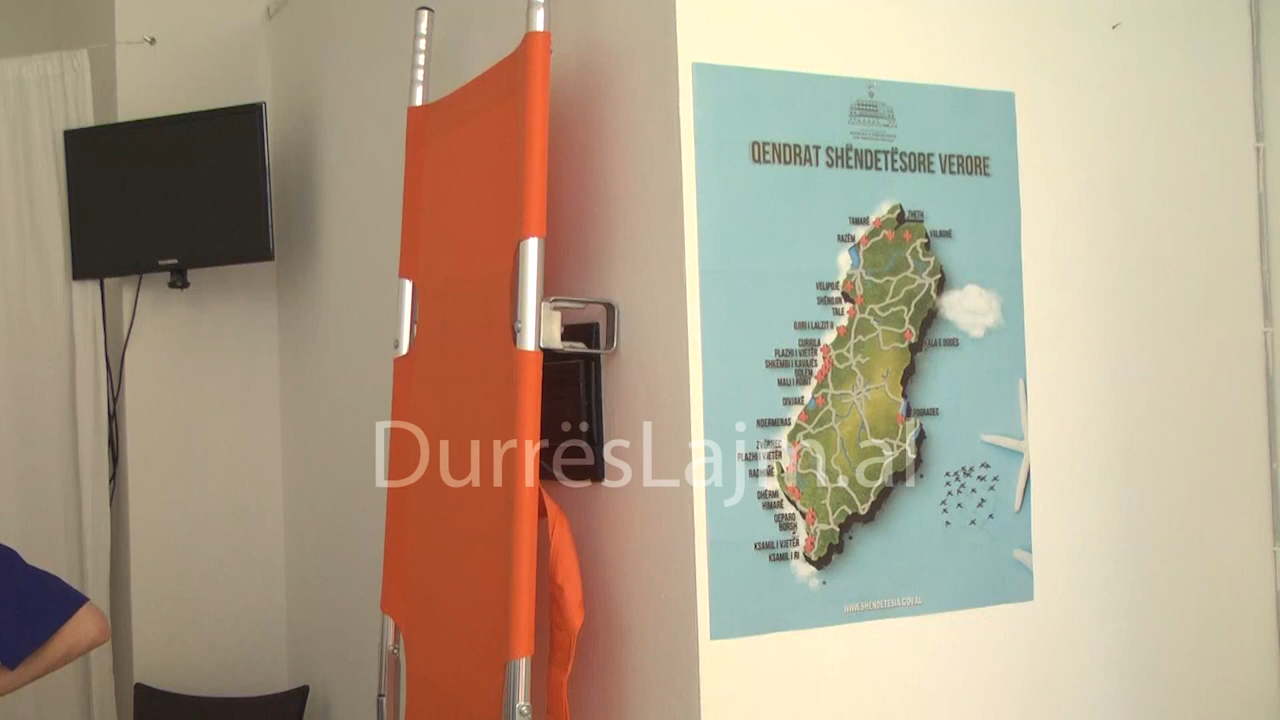 QENDRAT SHËNDETËSORE VERORE
THETH
TAMARË
RAZËM
VALBONË
VELIPOJË
SHËNGJIN
TALE
GJIRI I LALZIT II
CURRILA
PLAZHI I VJETËR
SHKËMBI I KAVAJËS
GOLEM
MALI I ROBIT
DIVJAKË
POGRADEC
NDERMENAS
ZVËRNEC
PLAZHI I VJETËR
RADHIMË
DHËRMI
HIMARË
QEPARO
BORSH
KSAMIL I VJETËR
KSAMIL I RI
WWW.SHENDETESIA.GOV.AL
DurrësLajm.al